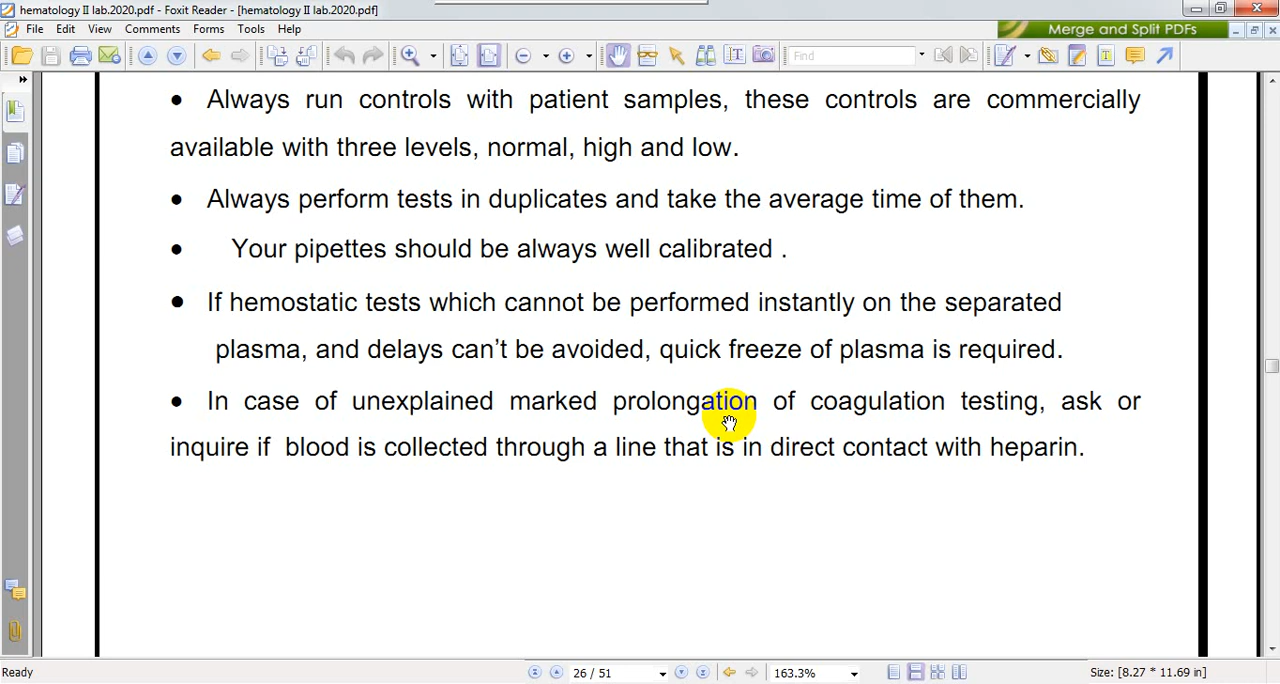 hematology II lab.2020.pdf - Foxit Reader - [hematology II lab.2020.pdf]
File Edit View Comments Forms Tools Help
Merge and Split PDFs
Find
• Always run controls with patient samples, these controls are commercially
available with three levels, normal, high and low.
• Always perform tests in duplicates and take the average time of them.
• Your pipettes should be always well calibrated .
• If hemostatic tests which cannot be performed instantly on the separated
plasma, and delays can’t be avoided, quick freeze of plasma is required.
• In case of unexplained marked prolongation of coagulation testing, ask or
inquire if blood is collected through a line that is in direct contact with heparin.
Ready 26 / 51 163.3% Size: [8.27 * 11.69 in]